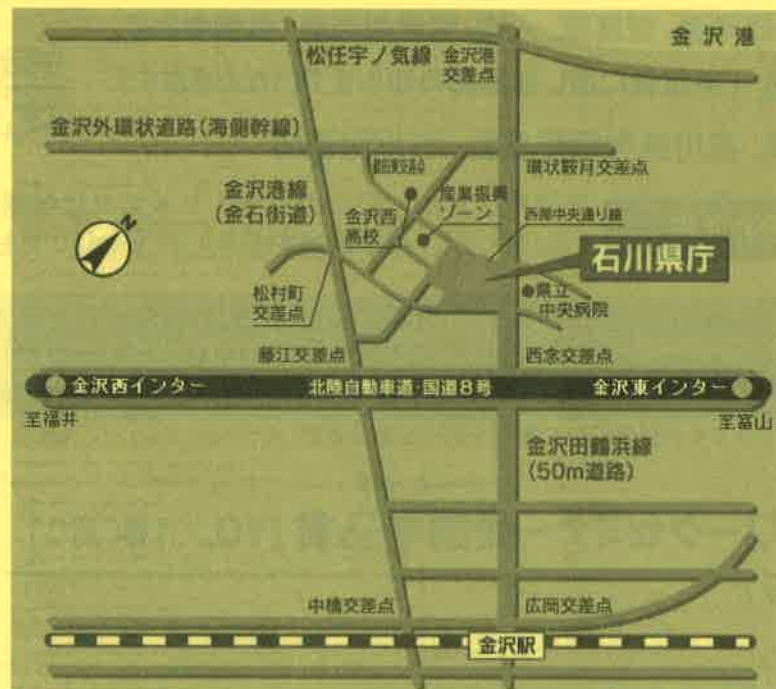 金沢港
松任宇ノ気線
金沢港
交差点
金沢外環状道路(海側幹線)
環状鞍月交差点
金沢港線
(金石街道)
金沢西
高校
産業振興
ゾーン
西部中央通り線
石川県庁
N
松村町
交差点
県立
中央病院
藤江交差点
西念交差点
金沢西インター
北陸自動車道・国道8号
金沢東インター
至福井
至富山
金沢田鶴浜線
(50m道路)
中橋交差点
広岡交差点
金沢駅